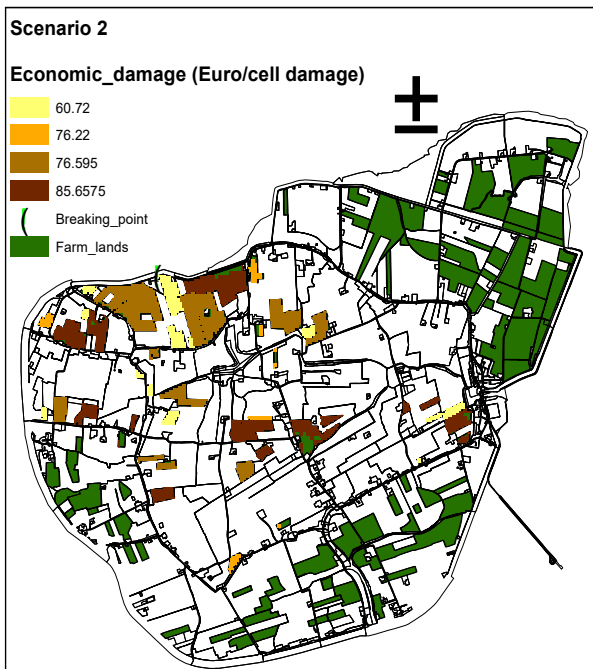 Scenario 2
Economic_damage (Euro/cell damage)
60.72
76.22
76.595
85.6575
Breaking_point
Farm_lands